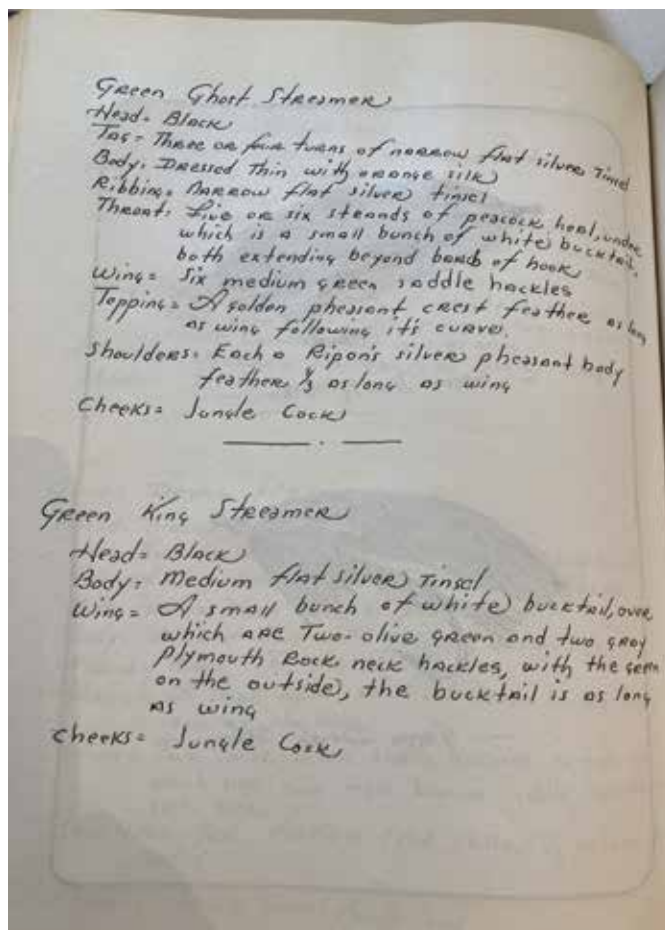 Green Ghost Streamer
Head = Black
Tag = Three or four turns of narrow flat silver tinsel
Body = Dressed thin with orange silk
Ribbing = Narrow flat silver tinsel
Throat = Five or six strands of peacock herl, under
which is a small bunch of white bucktail,
both extending beyond barb of hook
Wing = Six medium green saddle hackles
Topping = A golden pheasant crest feather as long
as wing following it's curve.
Shoulders = Each a Ripon's silver pheasant body
feather 1/3 as long as wing
Cheeks = Jungle Cock
Green King Streamer
Head = Black
Body = Medium flat silver Tinsel
Wing = A small bunch of white bucktail, over
which are Two-olive green and two gray
Plymouth Rock neck hackles, with the green
on the outside, the bucktail is as long
as wing
cheeks = Jungle Cock